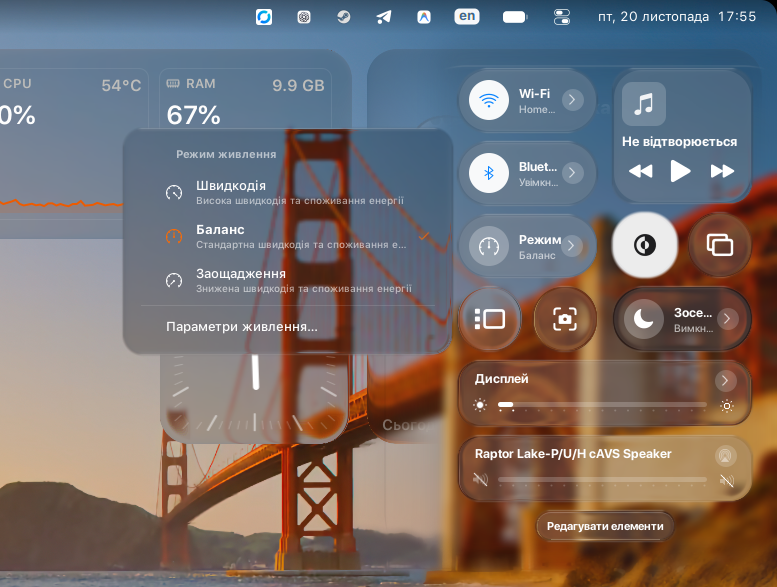 en
пт, 20 листопада 17:55
CPU
54°C
0%
RAM
9.9 GB
67%
Режим живлення
Швидкодія
Висока швидкодія та споживання енергії
Баланс
Стандартна швидкодія та споживання е...
Заощадження
Знижена швидкодія та споживання енергії
Параметри живлення...
Сього
Wi-Fi
Home...
Bluet...
Увімкн...
Режим
Баланс
Не відтворюється
Зосе...
Вимкн...
Дисплей
Raptor Lake-P/U/H cAVS Speaker
Редагувати елементи